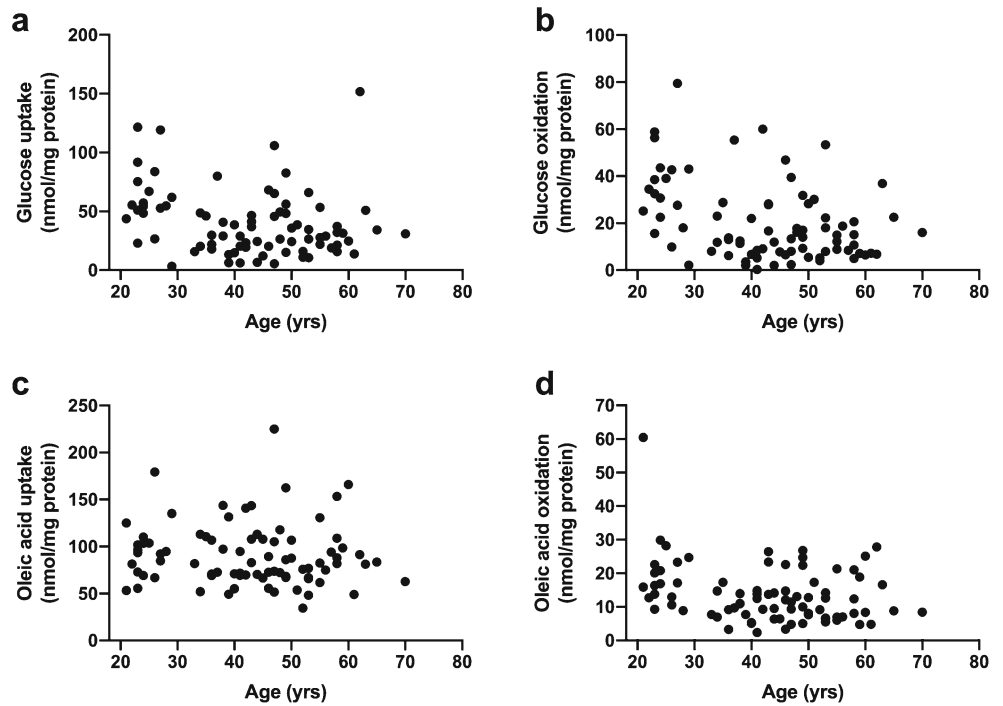 a
Glucose uptake
(nmol/mg protein)
200
150
100
50
0
20 30 40 50 60 70 80
Age (yrs)
b
Glucose oxidation
(nmol/mg protein)
100
80
60
40
20
0
20 30 40 50 60 70 80
Age (yrs)
c
Oleic acid uptake
(nmol/mg protein)
250
200
150
100
50
0
20 30 40 50 60 70 80
Age (yrs)
d
Oleic acid oxidation
(nmol/mg protein)
70
60
50
40
30
20
10
0
20 30 40 50 60 70 80
Age (yrs)